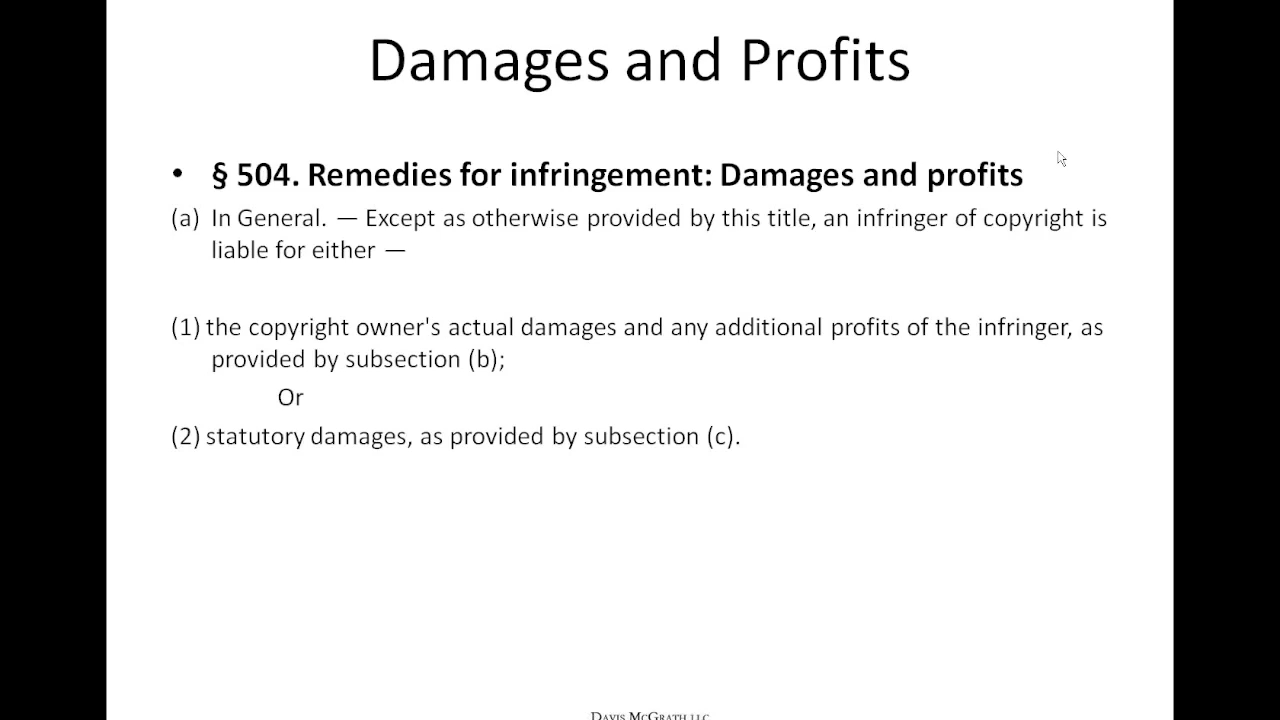 Damages and Profits
• § 504. Remedies for infringement: Damages and profits
(a) In General. — Except as otherwise provided by this title, an infringer of copyright is
liable for either —
(1) the copyright owner's actual damages and any additional profits of the infringer, as
provided by subsection (b);
Or
(2) statutory damages, as provided by subsection (c).
DAVIS MCGRATH LLC